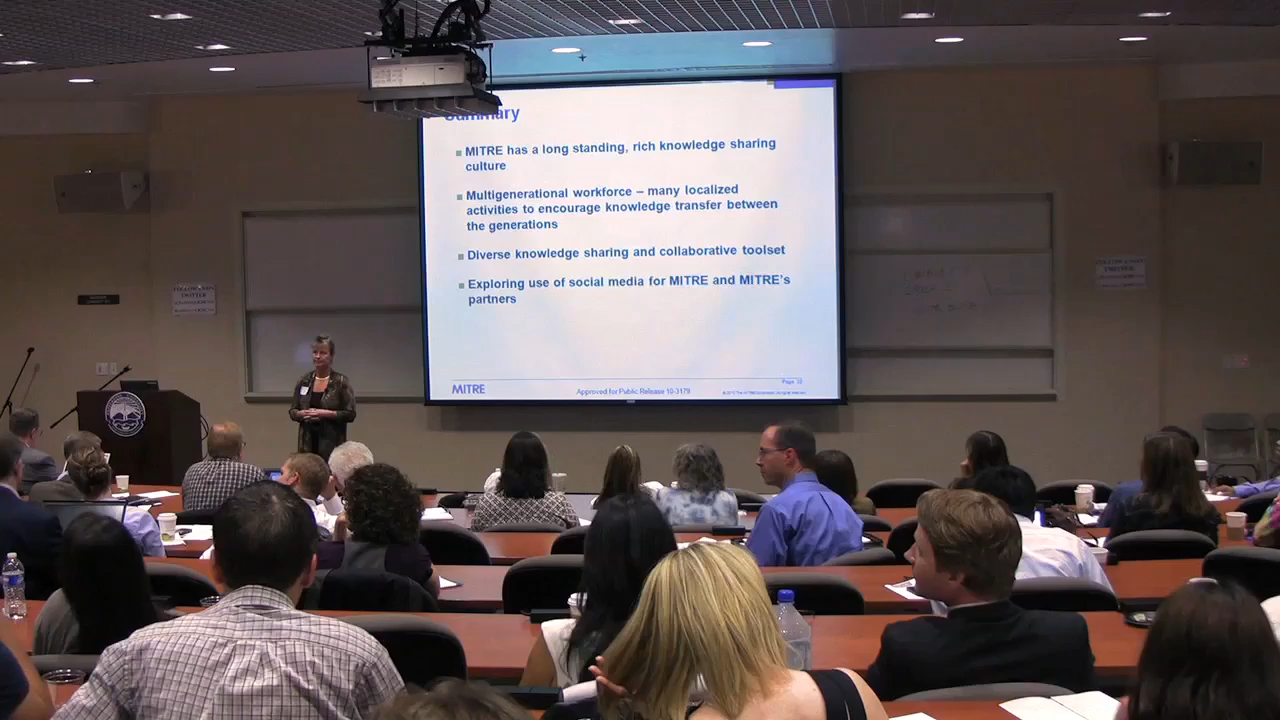 Summary
MITRE has a long standing, rich knowledge sharing
culture
Multigenerational workforce – many localized
activities to encourage knowledge transfer between
the generations
Diverse knowledge sharing and collaborative toolset
Exploring use of social media for MITRE and MITRE's
partners
MITRE
Approved for Public Release 10-3179
Page
TWITTER